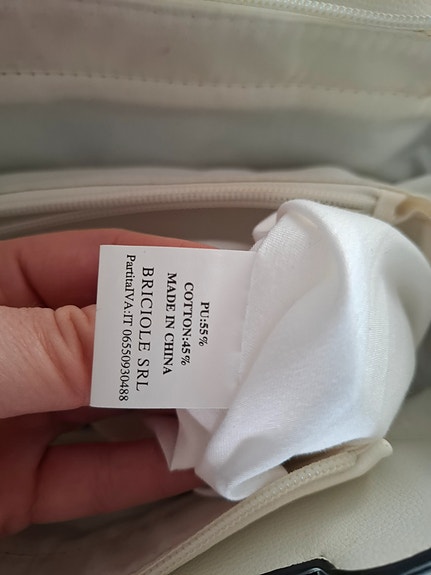 PU:55%
COTTON:45%
MADE IN CHINA
BRICIOLE SRL
PartitaIVA:IT 06550930488